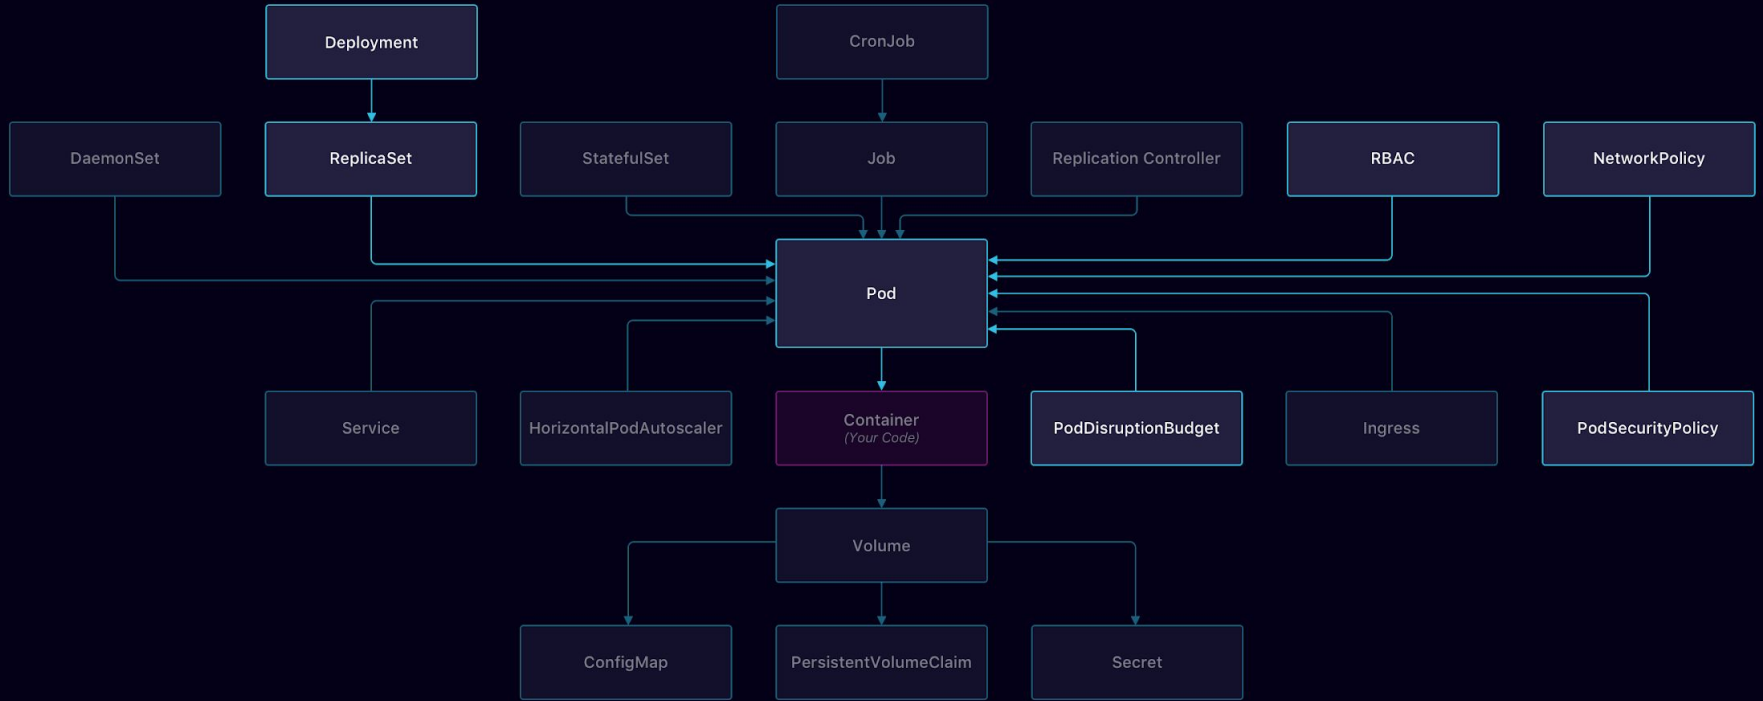 Deployment
CronJob
DaemonSet
ReplicaSet
StatefulSet
Job
Replication Controller
RBAC
NetworkPolicy
Pod
Service
HorizontalPodAutoscaler
Container
(Your Code)
PodDisruptionBudget
Ingress
PodSecurityPolicy
Volume
ConfigMap
PersistentVolumeClaim
Secret